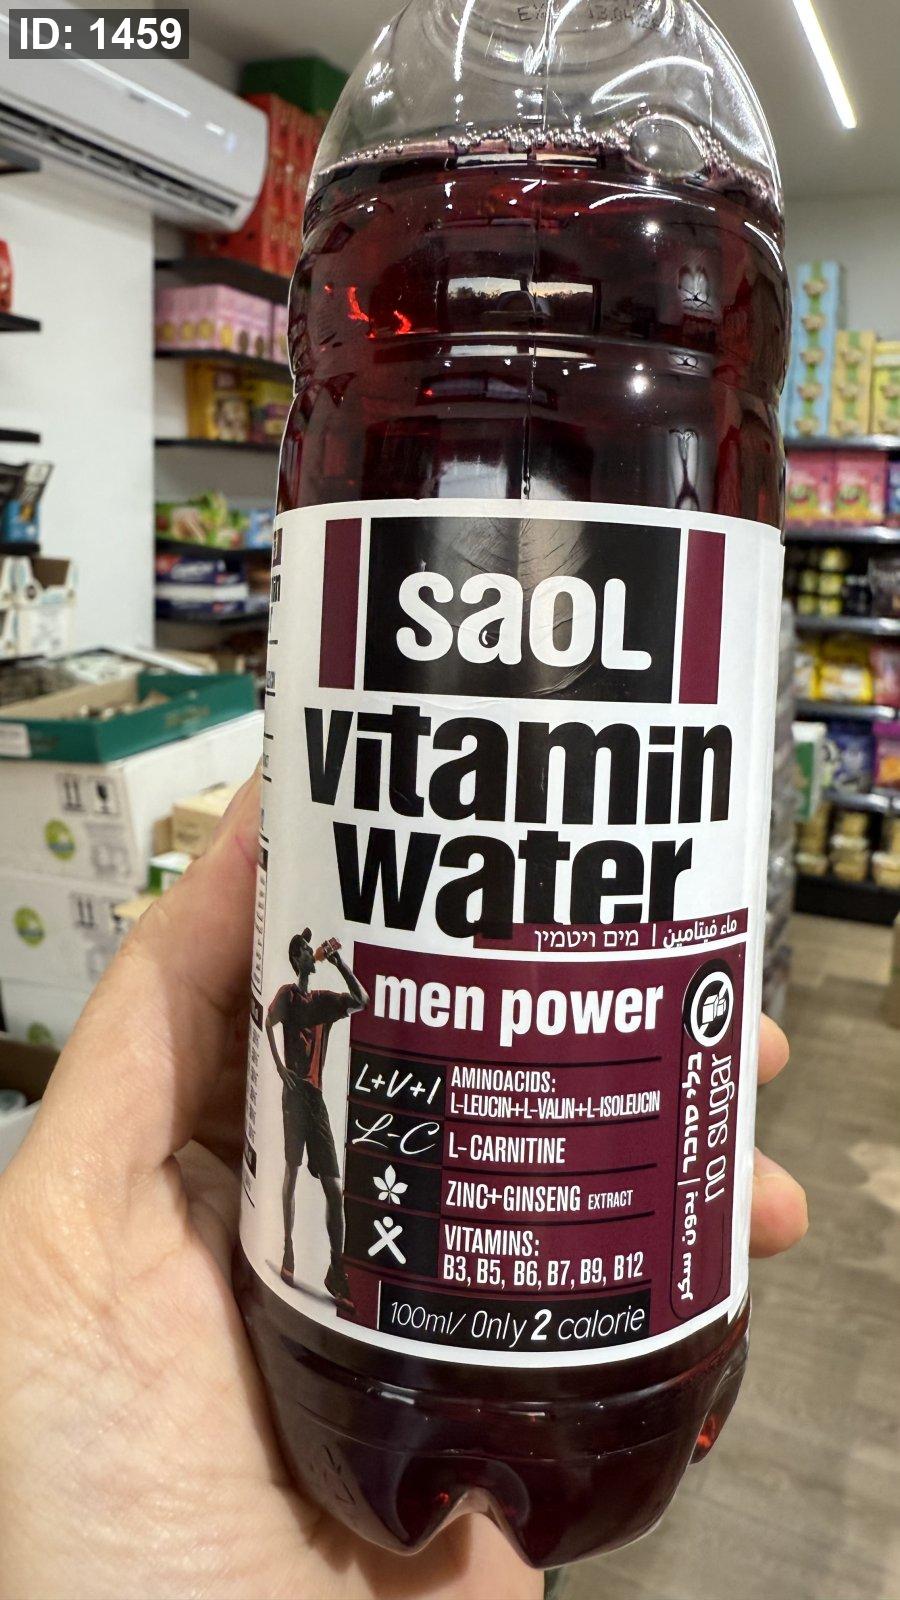 ID: 1459
saoL
vitamin
water
מים ויטמין | ماء فيتامين
men power
L+V+I AMINOACIDS:
L-LEUCIN+L-VALIN+L-ISOLEUCIN
L-C L-CARNITINE
ZINC+GINSENG EXTRACT
VITAMINS:
B3, B5, B6, B7, B9, B12
100ml/ Only 2 calorie
no sugar
בלי סוכר | بدون سكر